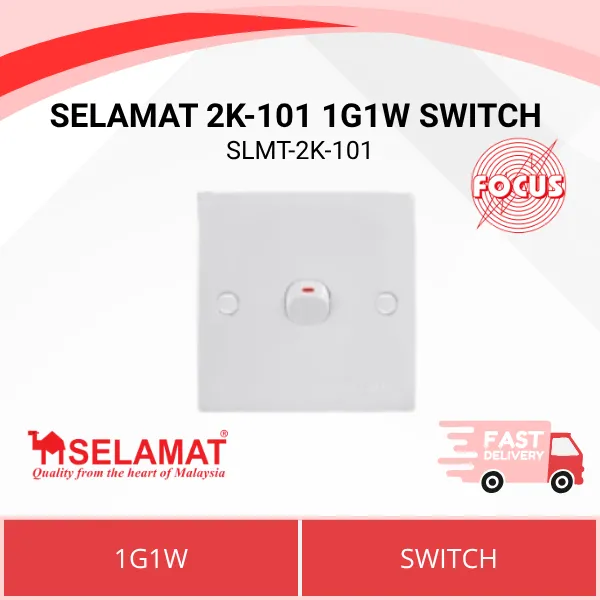 SELAMAT 2K-101 1G1W SWITCH
SLMT-2K-101
FOCUS
SELAMAT®
Quality from the heart of Malaysia
FAST
DELIVERY
1G1W
SWITCH